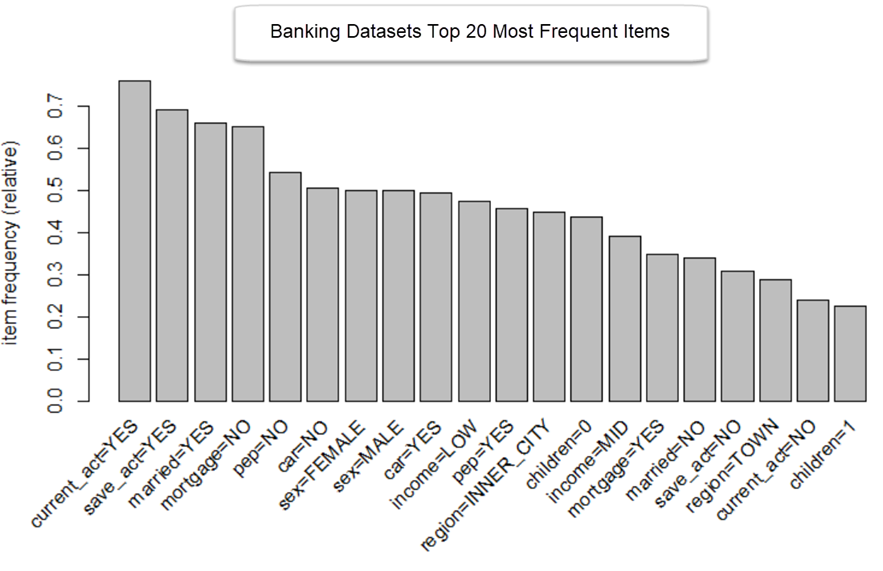 Banking Datasets Top 20 Most Frequent Items
item frequency (relative)
0.7
0.6
0.5
0.4
0.3
0.2
0.1
0.0
current_act=YES
save_act=YES
married=YES
mortgage=NO
pep=NO
car=NO
sex=FEMALE
sex=MALE
car=YES
income=LOW
pep=YES
region=INNER_CITY
children=0
income=MID
mortgage=YES
married=NO
save_act=NO
region=TOWN
current_act=NO
children=1